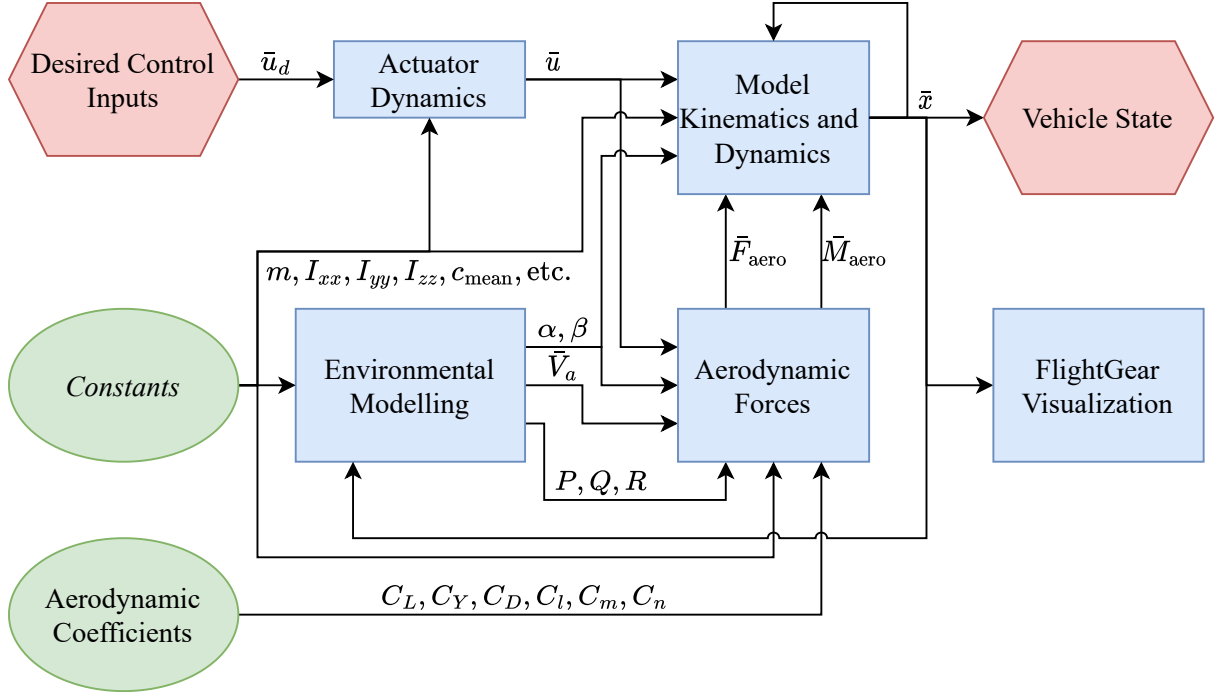 Desired Control
Inputs
ū_d
Actuator
Dynamics
ū
Model
Kinematics and
Dynamics
x̄
Vehicle State
F̄_aero
M̄_aero
m, I_xx, I_yy, I_zz, c_mean, etc.
Constants
Environmental
Modelling
α, β
V̄_a
Aerodynamic
Forces
FlightGear
Visualization
P, Q, R
Aerodynamic
Coefficients
C_L, C_Y, C_D, C_l, C_m, C_n